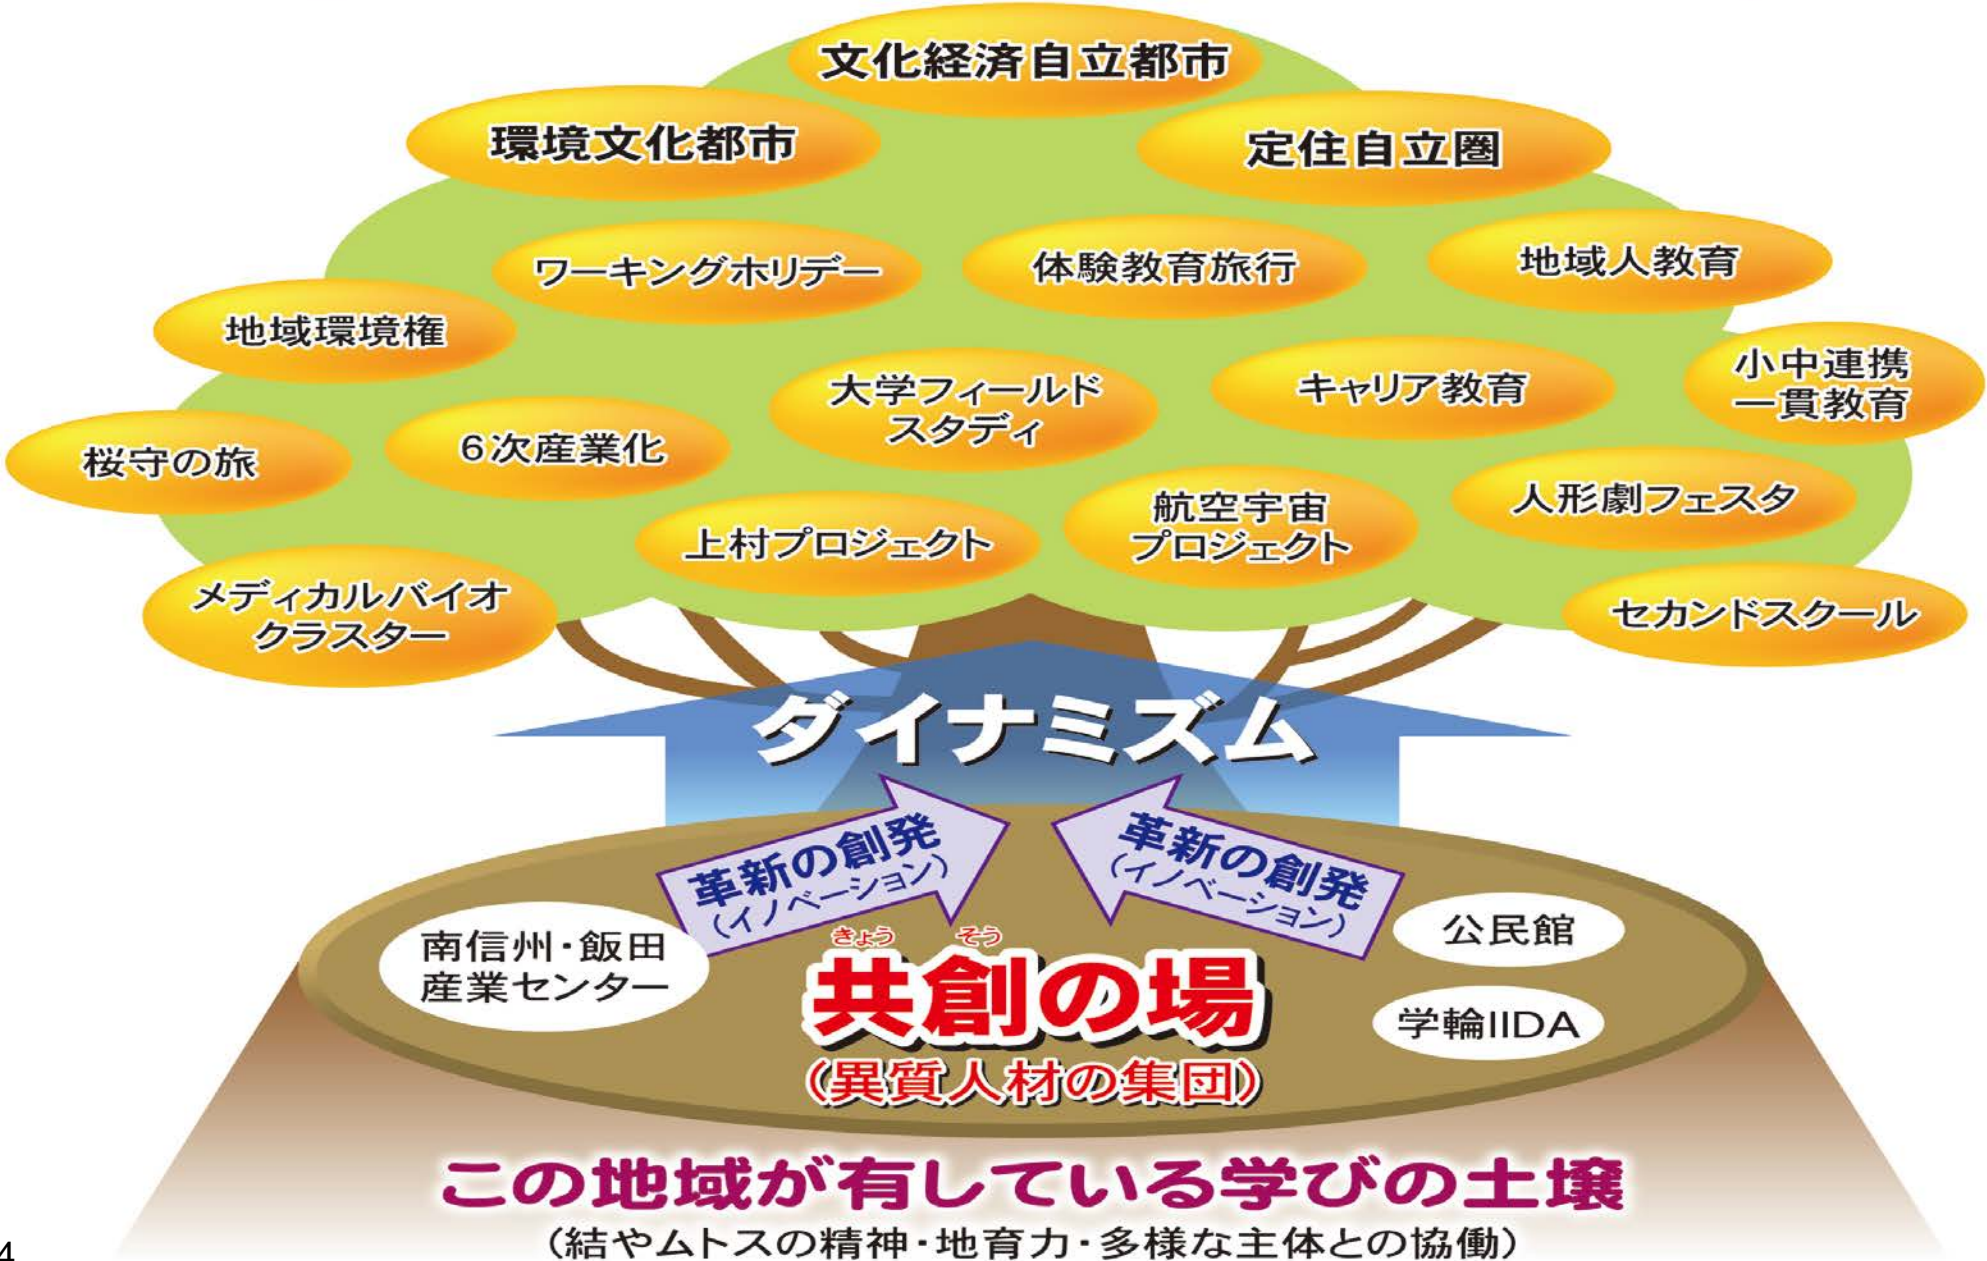 文化経済自立都市
環境文化都市
定住自立圏
ワーキングホリデー
体験教育旅行
地域人教育
地域環境権
大学フィールド
スタディ
キャリア教育
小中連携
一貫教育
桜守の旅
6次産業化
上村プロジェクト
航空宇宙
プロジェクト
人形劇フェスタ
メディカルバイオ
クラスター
セカンドスクール
ダイナミズム
革新の創発
(イノベーション)
革新の創発
(イノベーション)
南信州・飯田
産業センター
きょう そう
共創の場
(異質人材の集団)
公民館
学輪IIDA
この地域が有している学びの土壌
(結やムトスの精神・地育力・多様な主体との協働)
4